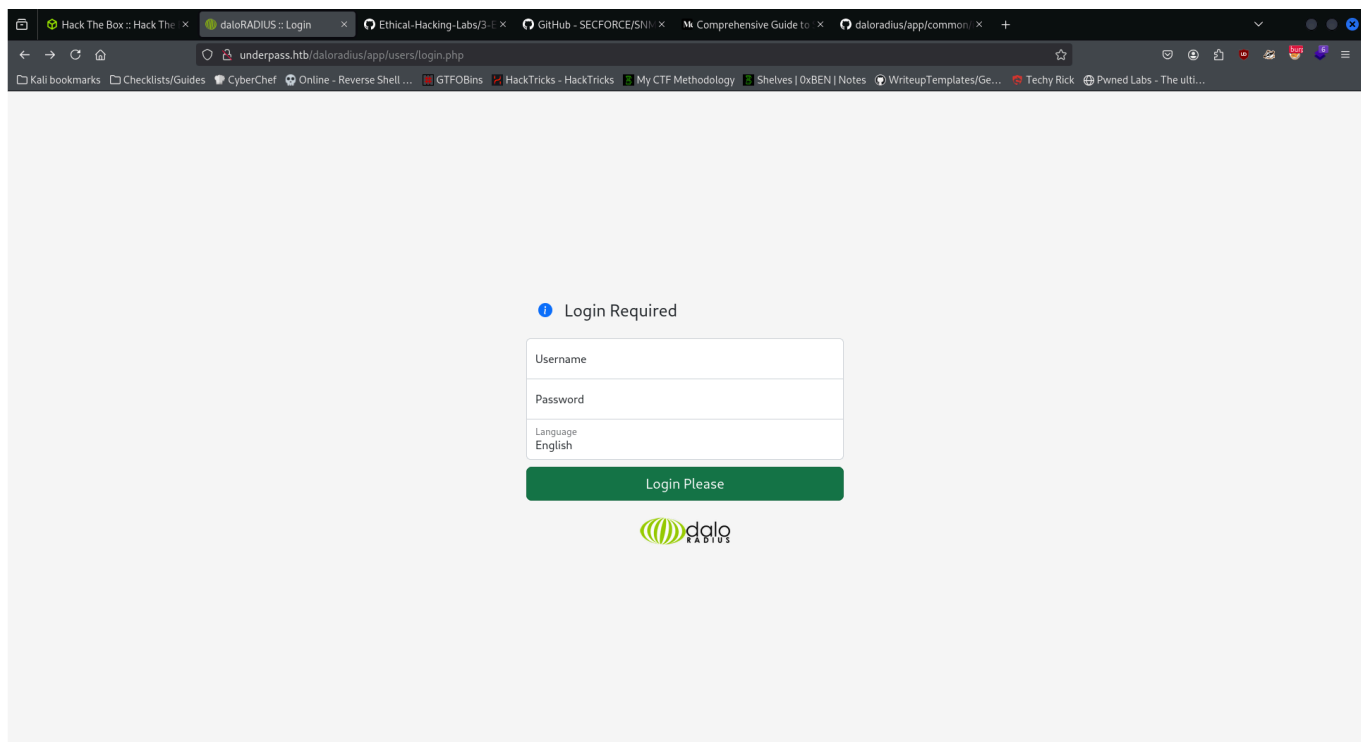 Hack The Box :: Hack The
daloRADIUS :: Login
Ethical-Hacking-Labs/3-E
GitHub - SECFORCE/SNM
Comprehensive Guide to
daloradius/app/common/
underpass.htb/daloradius/app/users/login.php
Kali bookmarks
Checklists/Guides
CyberChef
Online - Reverse Shell ...
GTFOBins
HackTricks - HackTricks
My CTF Methodology
Shelves | 0xBEN | Notes
WriteupTemplates/Ge...
Techy Rick
Pwned Labs - The ulti...
Login Required
Username
Password
Language
English
Login Please
dalo
RADIUS